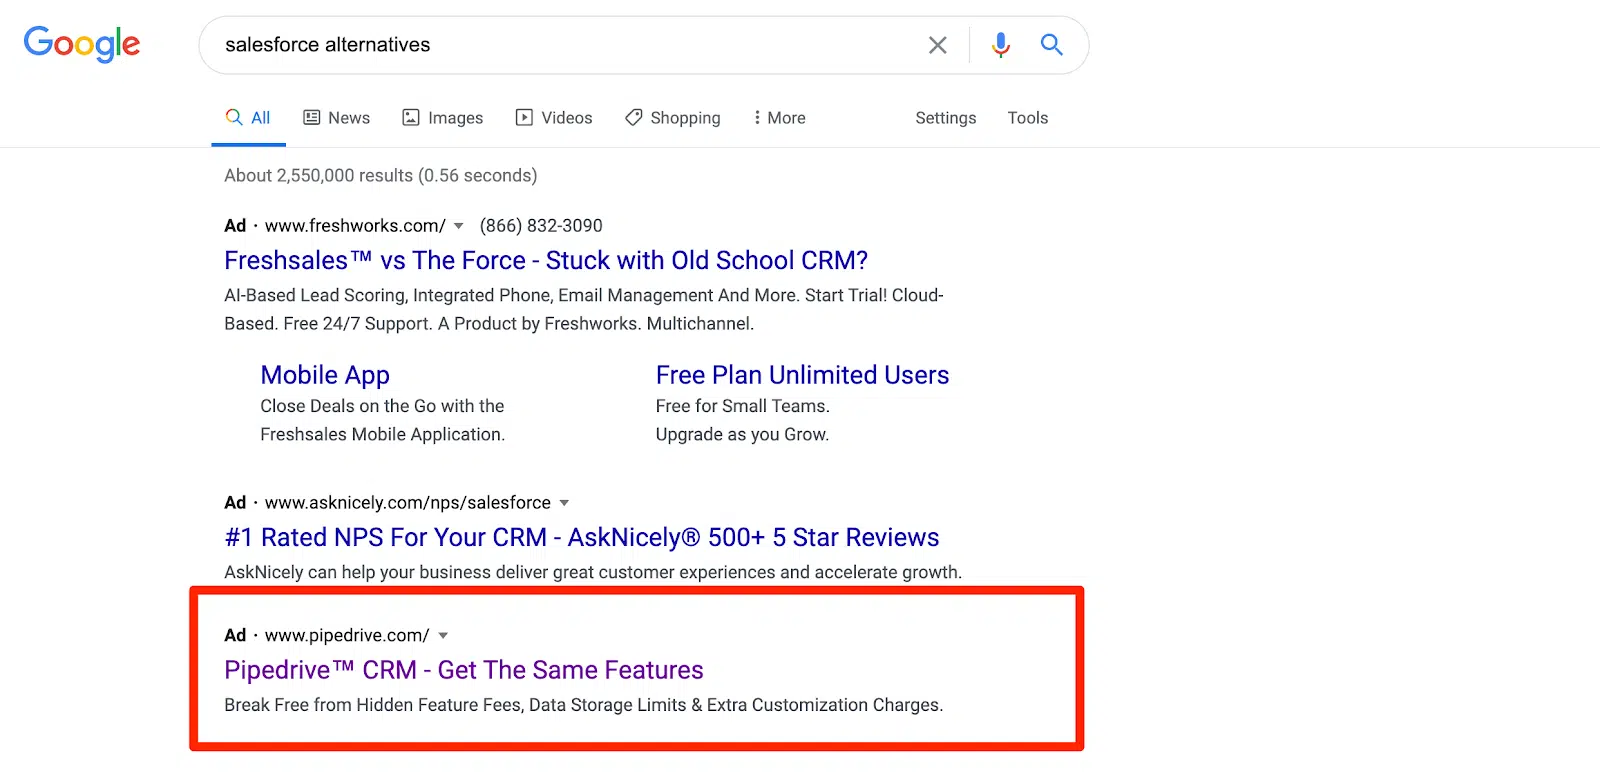 Google
salesforce alternatives
All News Images Videos Shopping More Settings Tools
About 2,550,000 results (0.56 seconds)
Ad · www.freshworks.com/ (866) 832-3090
Freshsales™ vs The Force - Stuck with Old School CRM?
AI-Based Lead Scoring, Integrated Phone, Email Management And More. Start Trial! Cloud-
Based. Free 24/7 Support. A Product by Freshworks. Multichannel.
Mobile App
Close Deals on the Go with the
Freshsales Mobile Application.
Free Plan Unlimited Users
Free for Small Teams.
Upgrade as you Grow.
Ad · www.asknicely.com/nps/salesforce
#1 Rated NPS For Your CRM - AskNicely® 500+ 5 Star Reviews
AskNicely can help your business deliver great customer experiences and accelerate growth.
Ad · www.pipedrive.com/
Pipedrive™ CRM - Get The Same Features
Break Free from Hidden Feature Fees, Data Storage Limits & Extra Customization Charges.